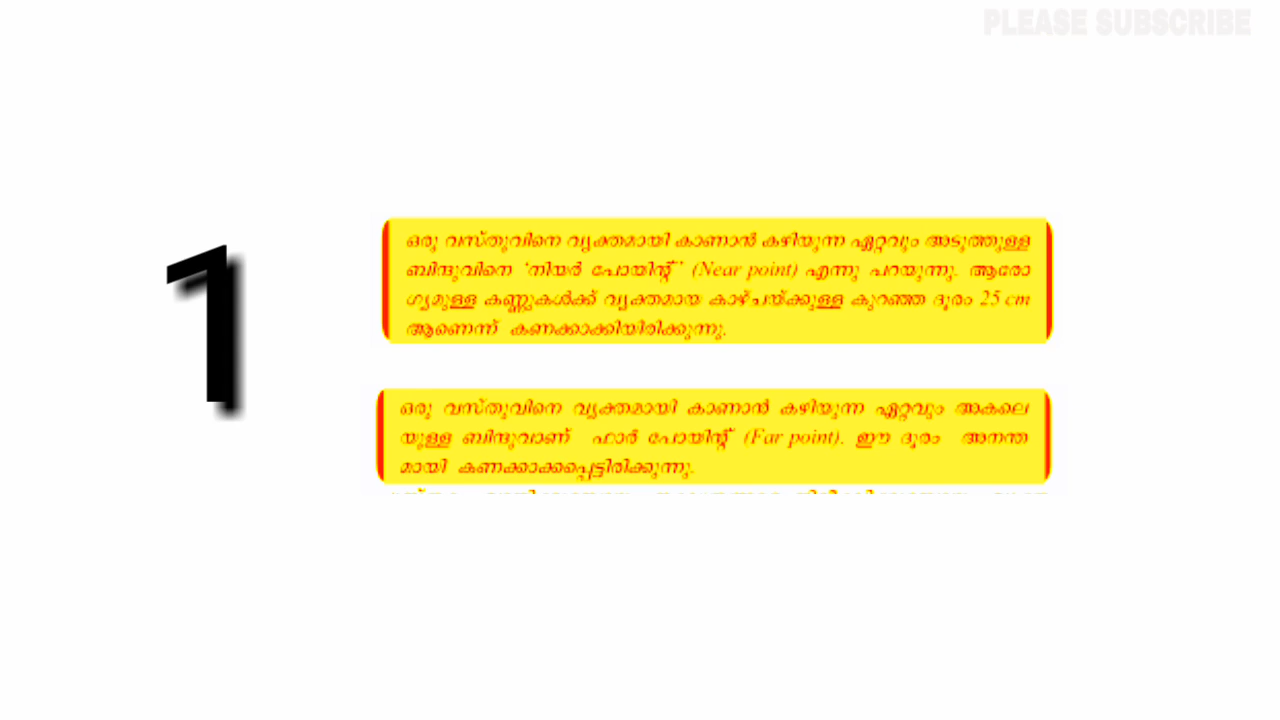 PLEASE SUBSCRIBE
1
ഒരു വസ്തുവിനെ വ്യക്തമായി കാണാൻ കഴിയുന്ന ഏറ്റവും അടുത്തുള്ള
ബിന്ദുവിനെ ‘നിയർ പോയിന്റ്’ (Near point) എന്നു പറയുന്നു. ആരോ
ഗ്യമുള്ള കണ്ണുകൾക്ക് വ്യക്തമായ കാഴ്ചയ്ക്കുള്ള കുറഞ്ഞ ദൂരം 25 cm
ആണെന്ന് കണക്കാക്കിയിരിക്കുന്നു.
ഒരു വസ്തുവിനെ വ്യക്തമായി കാണാൻ കഴിയുന്ന ഏറ്റവും അകലെ
യുള്ള ബിന്ദുവാണ് ഫാർ പോയിന്റ് (Far point). ഈ ദൂരം അനന്ത
മായി കണക്കാക്കപ്പെട്ടിരിക്കുന്നു.